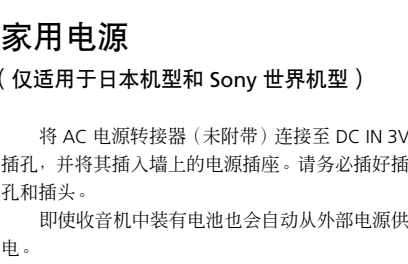 家用电源
（仅适用于日本机型和 Sony 世界机型）
将 AC 电源转接器（未附带）连接至 DC IN 3V
插孔，并将其插入墙上的电源插座。请务必插好插
孔和插头。
即使收音机中装有电池也会自动从外部电源供
电。